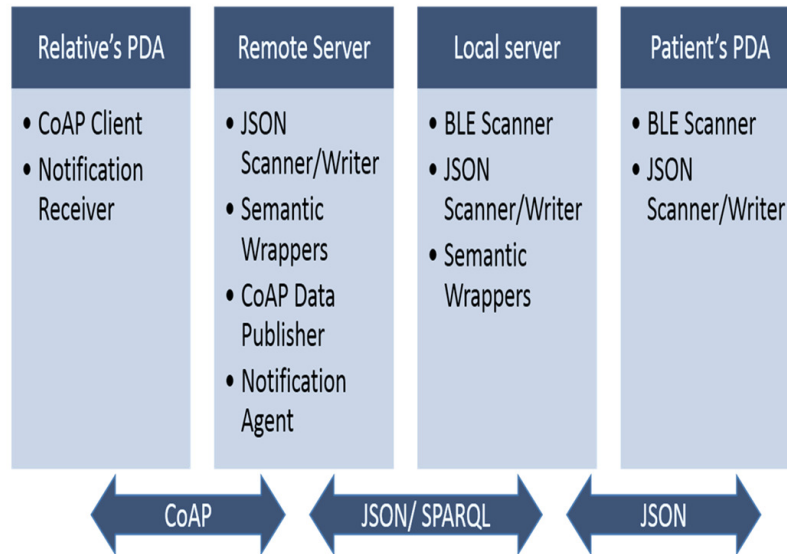 Relative's PDA
• CoAP Client
• Notification
Receiver
Remote Server
• JSON
Scanner/Writer
• Semantic
Wrappers
• CoAP Data
Publisher
• Notification
Agent
Local server
• BLE Scanner
• JSON
Scanner/Writer
• Semantic
Wrappers
Patient's PDA
• BLE Scanner
• JSON
Scanner/Writer
CoAP
JSON/ SPARQL
JSON